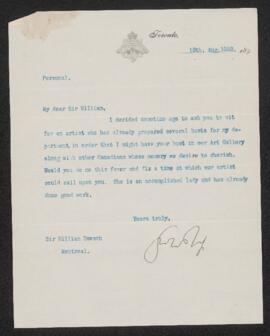 Toronto,
18th. Aug. 1898.
Personal.
My dear Sir William,
I decided sometime ago to ask you to sit
for an artist who has already prepared several busts for my de-
partment, in order that I might have your bust in our Art Gallery
along with other Canadians whose memory we desire to cherish.
Would you do me this favor and fix a time at which our artist
could call upon you. She is an accomplished lady and has already
done good work.
Yours truly,
Sir William Dawson
Montreal.